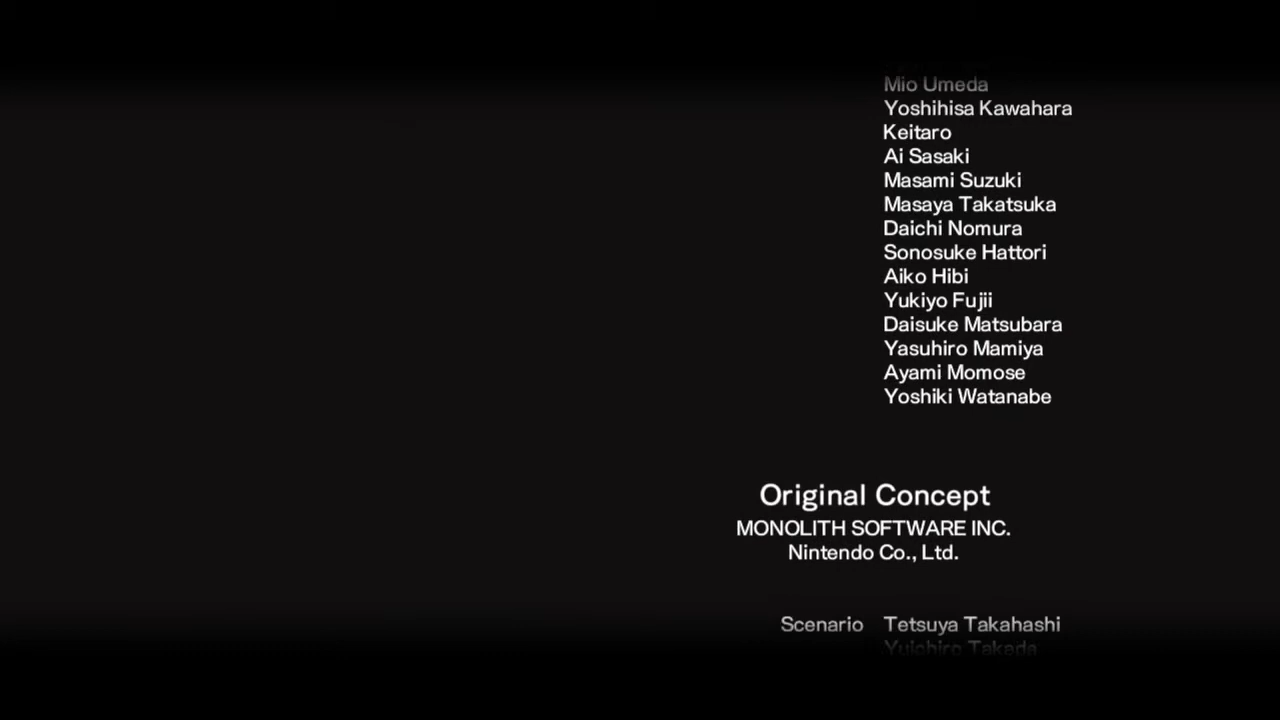 Mio Umeda
Yoshihisa Kawahara
Keitaro
Ai Sasaki
Masami Suzuki
Masaya Takatsuka
Daichi Nomura
Sonosuke Hattori
Aiko Hibi
Yukiyo Fujii
Daisuke Matsubara
Yasuhiro Mamiya
Ayami Momose
Yoshiki Watanabe
Original Concept
MONOLITH SOFTWARE INC.
Nintendo Co., Ltd.
Scenario Tetsuya Takahashi
Yuichiro Takeda